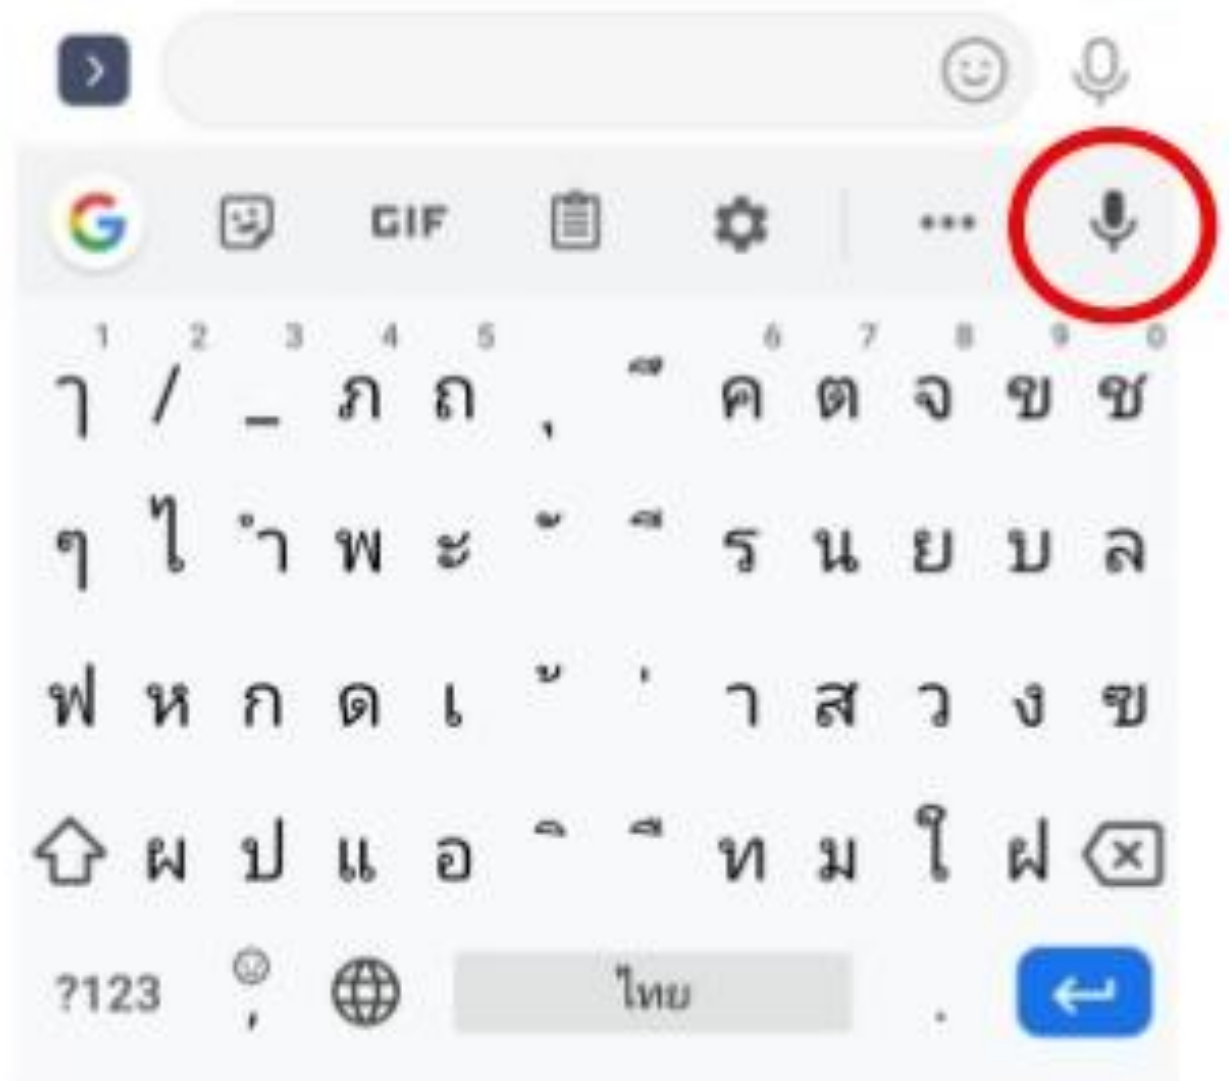 G GIF
1 2 3 4 5 6 7 8 9 0
ๅ / _ ภ ถ ุ ึ ค ต จ ข ช
ๆ ไ ำ พ ะ ั ี ร น ย บ ล
ฟ ห ก ด เ ้ ่ า ส ว ง ฃ
ผ ป แ อ ิ ื ท ม ใ ฝ
?123 , ไทย .